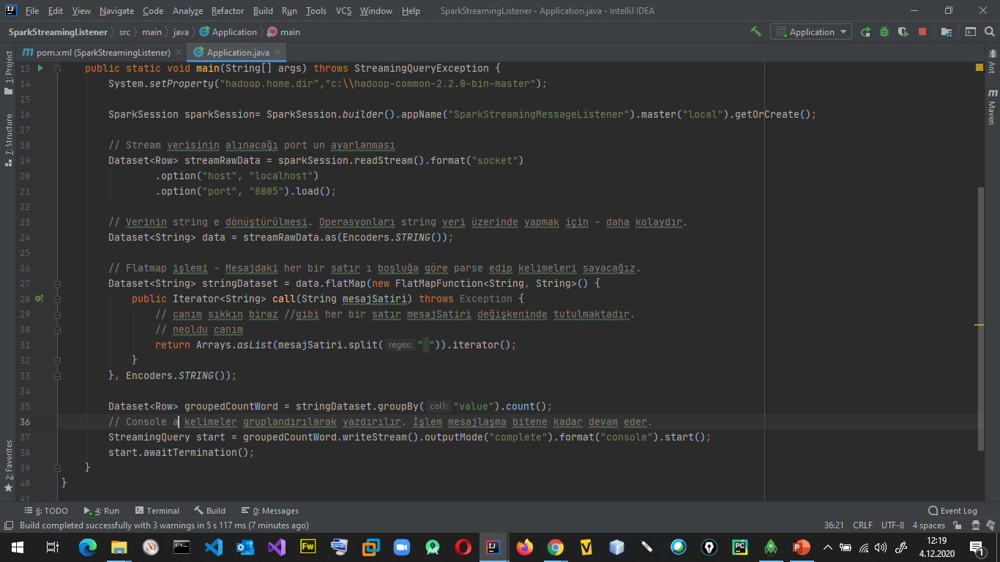 File Edit View Navigate Code Analyze Refactor Build Run Tools VCS Window Help SparkStreamingListener - Application.java - IntelliJ IDEA
SparkStreamingListener src main java Application main Application
pom.xml (SparkStreamingListener) Application.java
1: Project
7: Structure
2: Favorites
Ant
Maven
13 public static void main(String[] args) throws StreamingQueryException {
14 System.setProperty("hadoop.home.dir","c:\\hadoop-common-2.2.0-bin-master");
15
16 SparkSession sparkSession= SparkSession.builder().appName("SparkStreamingMessageListener").master("local").getOrCreate();
17
18 // Stream verisinin alınacağı port un ayarlanması
19 Dataset<Row> streamRawData = sparkSession.readStream().format("socket")
20 .option("host", "localhost")
21 .option("port", "8005").load();
22
23 // Verinin string e dönüştürülmesi. Operasyonları string veri üzerinde yapmak için - daha kolaydır.
24 Dataset<String> data = streamRawData.as(Encoders.STRING());
25
26 // Flatmap işlemi - Mesajdaki her bir satır ı boşluğa göre parse edip kelimeleri sayacağız.
27 Dataset<String> stringDataset = data.flatMap(new FlatMapFunction<String, String>() {
28 public Iterator<String> call(String mesajSatiri) throws Exception {
29 // canım sıkkın biraz //gibi her bir satır mesajSatiri değişkeninde tutulmaktadır.
30 // neoldu canım
31 return Arrays.asList(mesajSatiri.split( regex: " ")).iterator();
32 }
33 }, Encoders.STRING());
34
35 Dataset<Row> groupedCountWord = stringDataset.groupBy( col1: "value").count();
36 // Console a kelimeler gruplandırılarak yazdırılır. İşlem mesajlaşma bitene kadar devam eder.
37 StreamingQuery start = groupedCountWord.writeStream().outputMode("complete").format("console").start();
38 start.awaitTermination();
39 }
40 }
41
6: TODO 4: Run Terminal Build 0: Messages Event Log
Build completed successfully with 3 warnings in 5 s 117 ms (7 minutes ago) 36:21 CRLF UTF-8 4 spaces
12:19
4.12.2020